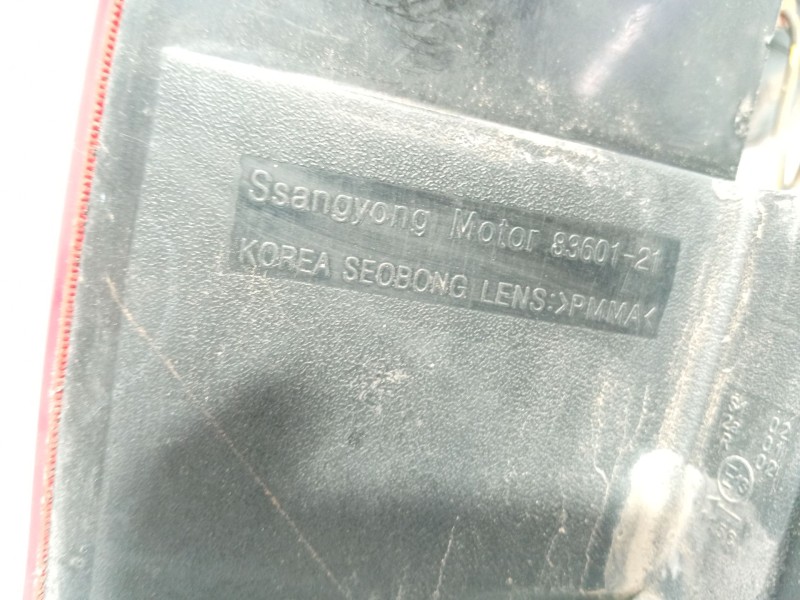 Ssangyong Motor 83601-21
KOREA SEOBONG LENS:>PMMA<